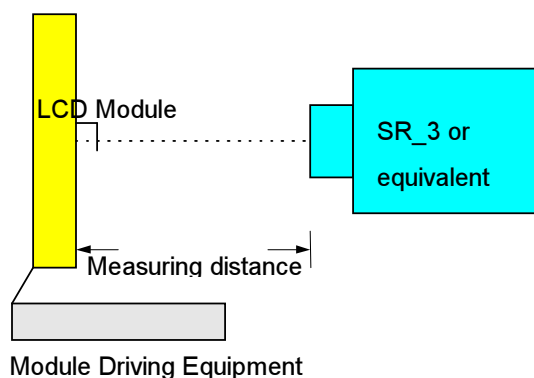 LCD Module
SR_3 or
equivalent
Measuring distance
Module Driving Equipment